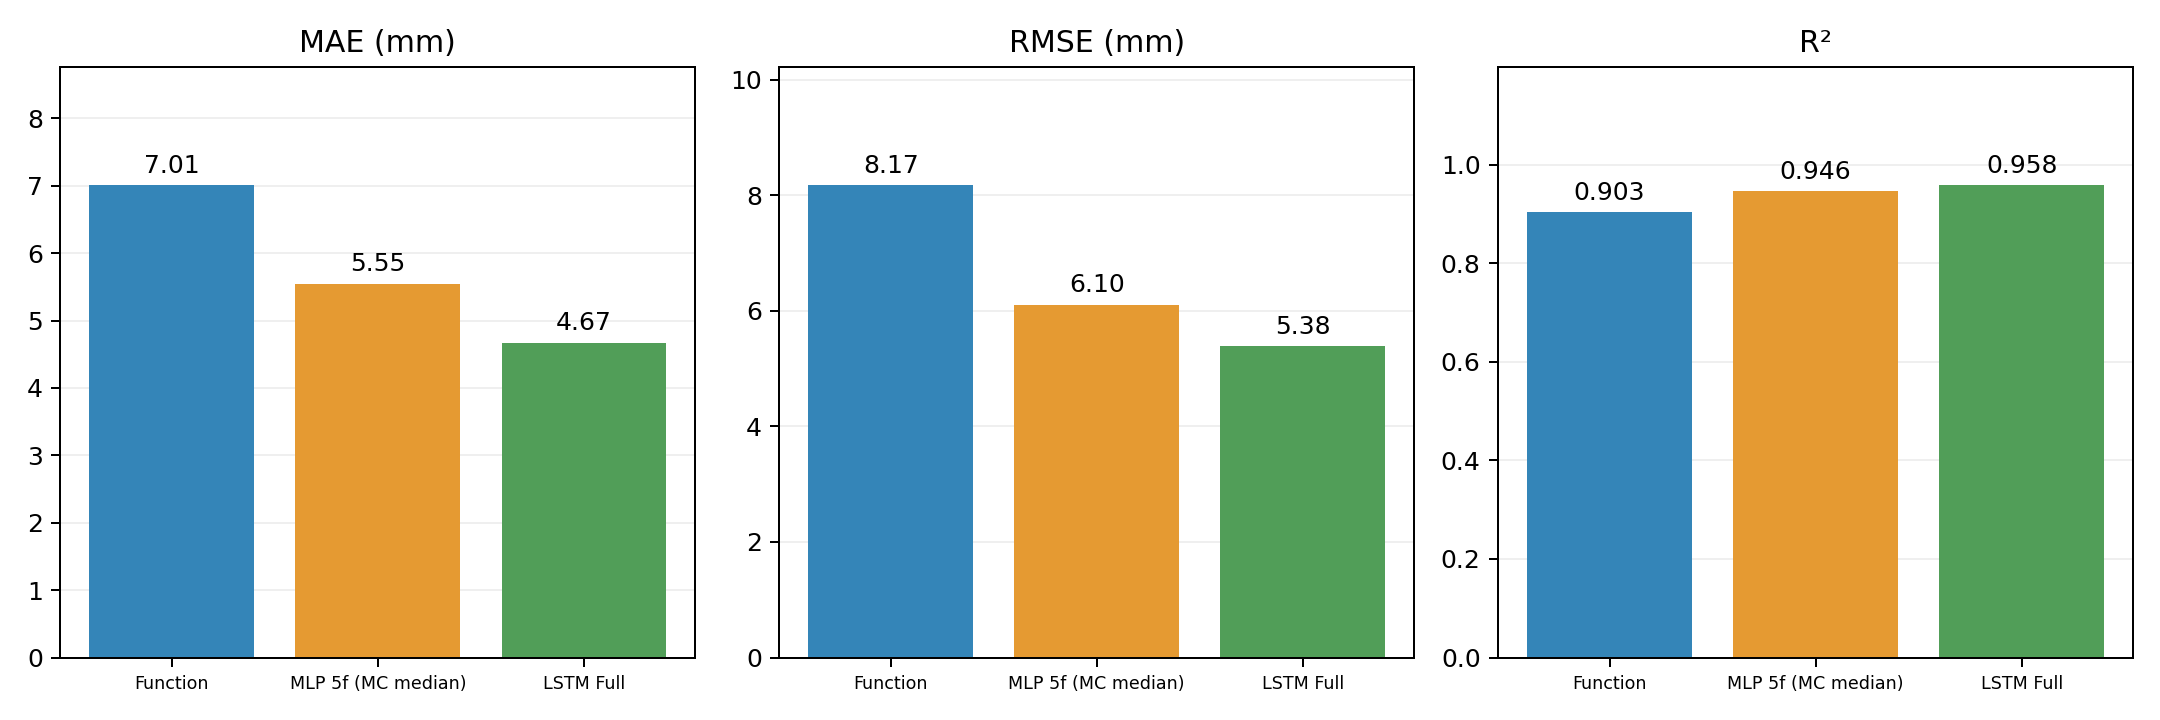 MAE (mm)
8
7
6
5
4
3
2
1
0
7.01
5.55
4.67
Function
MLP 5f (MC median)
LSTM Full
RMSE (mm)
10
8
6
4
2
0
8.17
6.10
5.38
Function
MLP 5f (MC median)
LSTM Full
R²
1.0
0.8
0.6
0.4
0.2
0.0
0.903
0.946
0.958
Function
MLP 5f (MC median)
LSTM Full